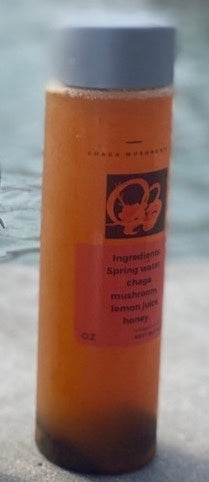 CHAGA MUSHROOM
Ingredients
Spring water
chaga
mushroom,
lemon juice,
honey
OZ